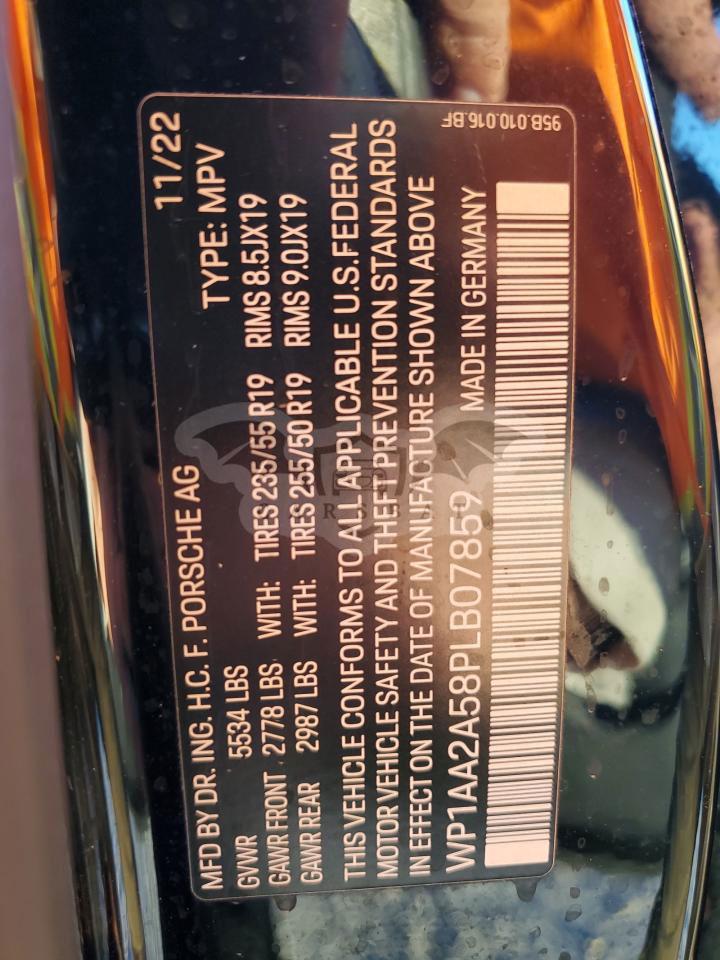 MFD BY DR. ING. H.C. F. PORSCHE AG 11/22
GVWR 5534 LBS TYPE: MPV
GAWR FRONT 2778 LBS WITH: TIRES 235/55 R19 RIMS 8.5JX19
GAWR REAR 2987 LBS WITH: TIRES 255/50 R19 RIMS 9.0JX19
THIS VEHICLE CONFORMS TO ALL APPLICABLE U.S. FEDERAL
MOTOR VEHICLE SAFETY AND THEFT PREVENTION STANDARDS
IN EFFECT ON THE DATE OF MANUFACTURE SHOWN ABOVE
WP1AA2A58PLB07859 MADE IN GERMANY
95B.010.016.BF